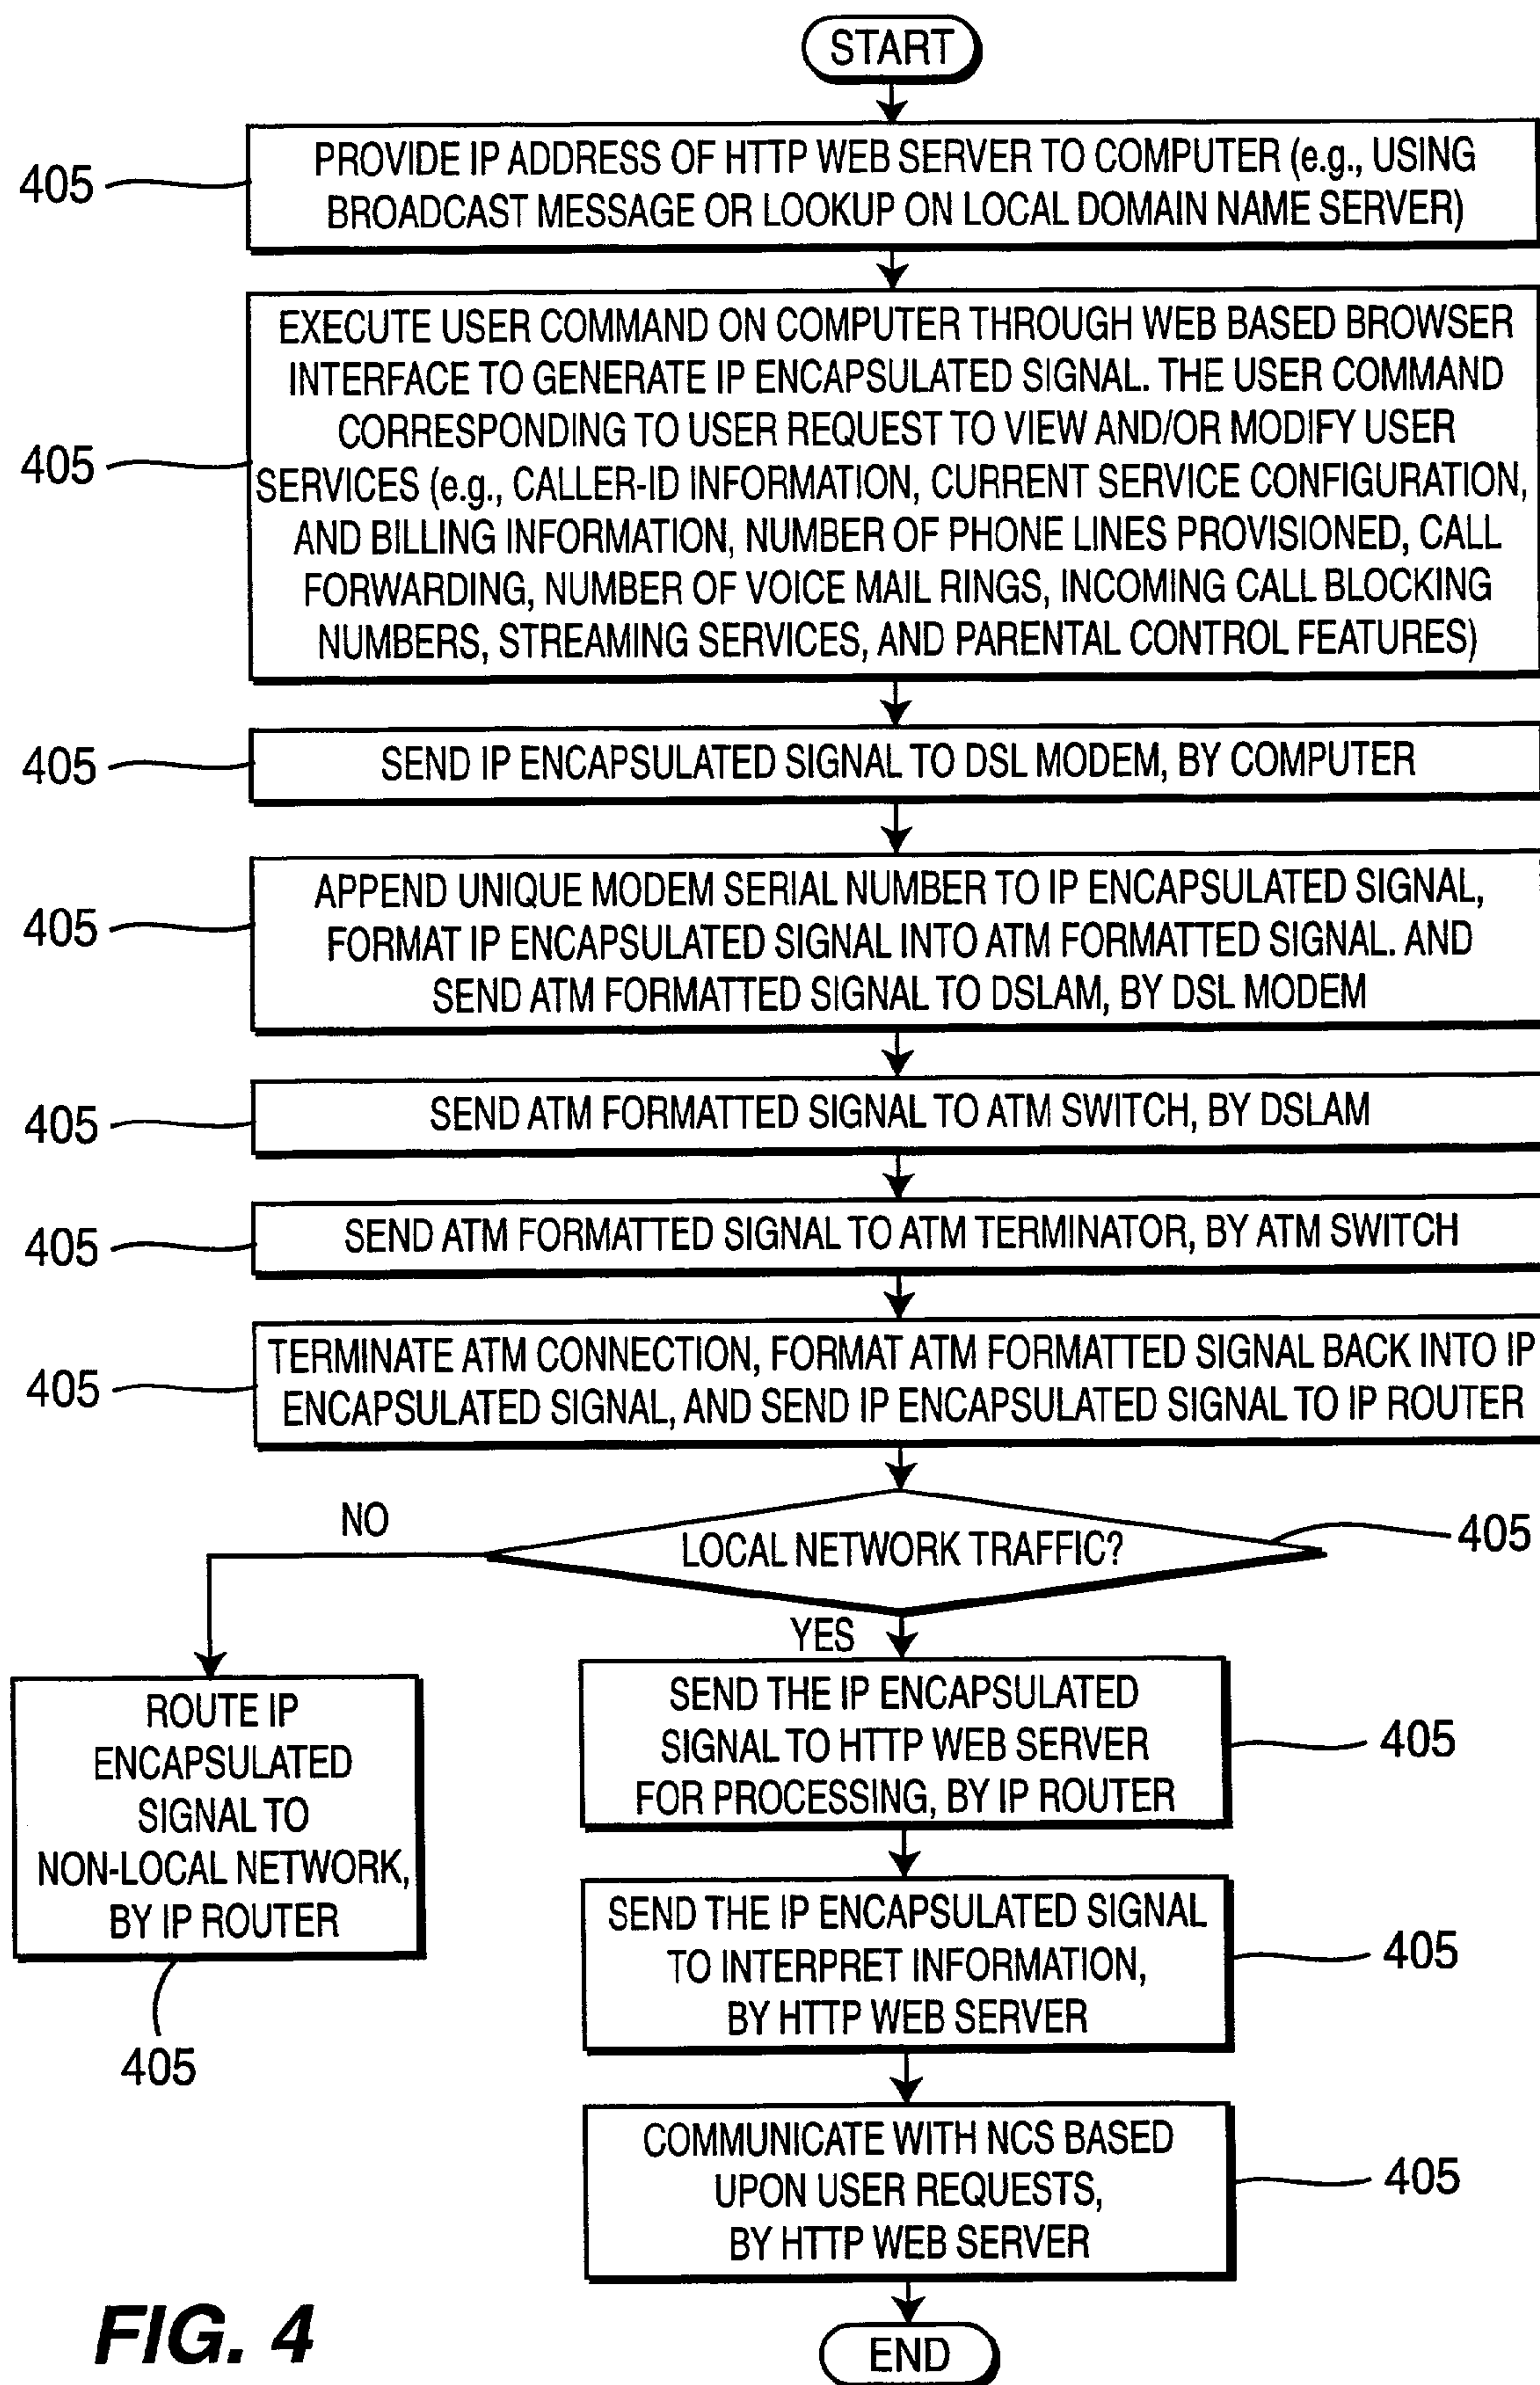 START
405
PROVIDE IP ADDRESS OF HTTP WEB SERVER TO COMPUTER (e.g., USING
BROADCAST MESSAGE OR LOOKUP ON LOCAL DOMAIN NAME SERVER)
405
EXECUTE USER COMMAND ON COMPUTER THROUGH WEB BASED BROWSER
INTERFACE TO GENERATE IP ENCAPSULATED SIGNAL. THE USER COMMAND
CORRESPONDING TO USER REQUEST TO VIEW AND/OR MODIFY USER
SERVICES (e.g., CALLER-ID INFORMATION, CURRENT SERVICE CONFIGURATION,
AND BILLING INFORMATION, NUMBER OF PHONE LINES PROVISIONED, CALL
FORWARDING, NUMBER OF VOICE MAIL RINGS, INCOMING CALL BLOCKING
NUMBERS, STREAMING SERVICES, AND PARENTAL CONTROL FEATURES)
405
SEND IP ENCAPSULATED SIGNAL TO DSL MODEM, BY COMPUTER
405
APPEND UNIQUE MODEM SERIAL NUMBER TO IP ENCAPSULATED SIGNAL,
FORMAT IP ENCAPSULATED SIGNAL INTO ATM FORMATTED SIGNAL. AND
SEND ATM FORMATTED SIGNAL TO DSLAM, BY DSL MODEM
405
SEND ATM FORMATTED SIGNAL TO ATM SWITCH, BY DSLAM
405
SEND ATM FORMATTED SIGNAL TO ATM TERMINATOR, BY ATM SWITCH
405
TERMINATE ATM CONNECTION, FORMAT ATM FORMATTED SIGNAL BACK INTO IP
ENCAPSULATED SIGNAL, AND SEND IP ENCAPSULATED SIGNAL TO IP ROUTER
NO
LOCAL NETWORK TRAFFIC?
405
YES
ROUTE IP
ENCAPSULATED
SIGNAL TO
NON-LOCAL NETWORK,
BY IP ROUTER
405
SEND THE IP ENCAPSULATED
SIGNAL TO HTTP WEB SERVER
FOR PROCESSING, BY IP ROUTER
405
SEND THE IP ENCAPSULATED SIGNAL
TO INTERPRET INFORMATION,
BY HTTP WEB SERVER
405
COMMUNICATE WITH NCS BASED
UPON USER REQUESTS,
BY HTTP WEB SERVER
405
END
FIG. 4